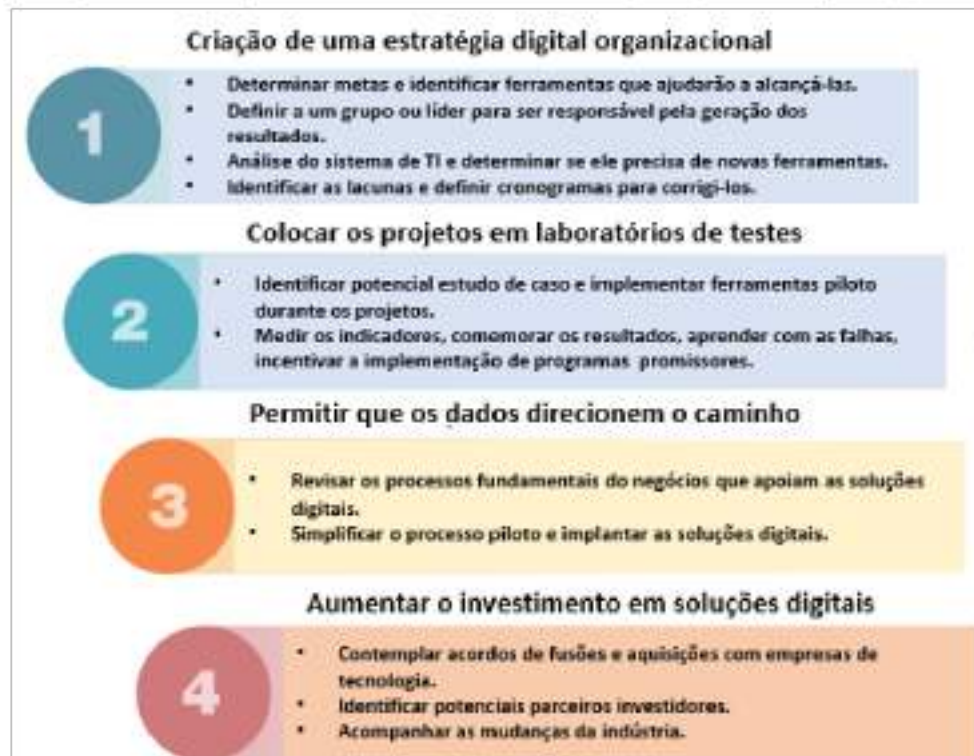 Criação de uma estratégia digital organizacional
1
• Determinar metas e identificar ferramentas que ajudarão a alcançá-las.
• Definir a um grupo ou líder para ser responsável pela geração dos
resultados.
• Análise do sistema de TI e determinar se ele precisa de novas ferramentas.
• Identificar as lacunas e definir cronogramas para corrigi-los.
Colocar os projetos em laboratórios de testes
2
• Identificar potencial estudo de caso e implementar ferramentas piloto
durante os projetos.
• Medir os indicadores, comemorar os resultados, aprender com as falhas,
incentivar a implementação de programas promissores.
Permitir que os dados direcionem o caminho
3
• Revisar os processos fundamentais do negócios que apoiam as soluções
digitais.
• Simplificar o processo piloto e implantar as soluções digitais.
Aumentar o investimento em soluções digitais
4
• Contemplar acordos de fusões e aquisições com empresas de
tecnologia.
• Identificar potenciais parceiros investidores.
• Acompanhar as mudanças da indústria.